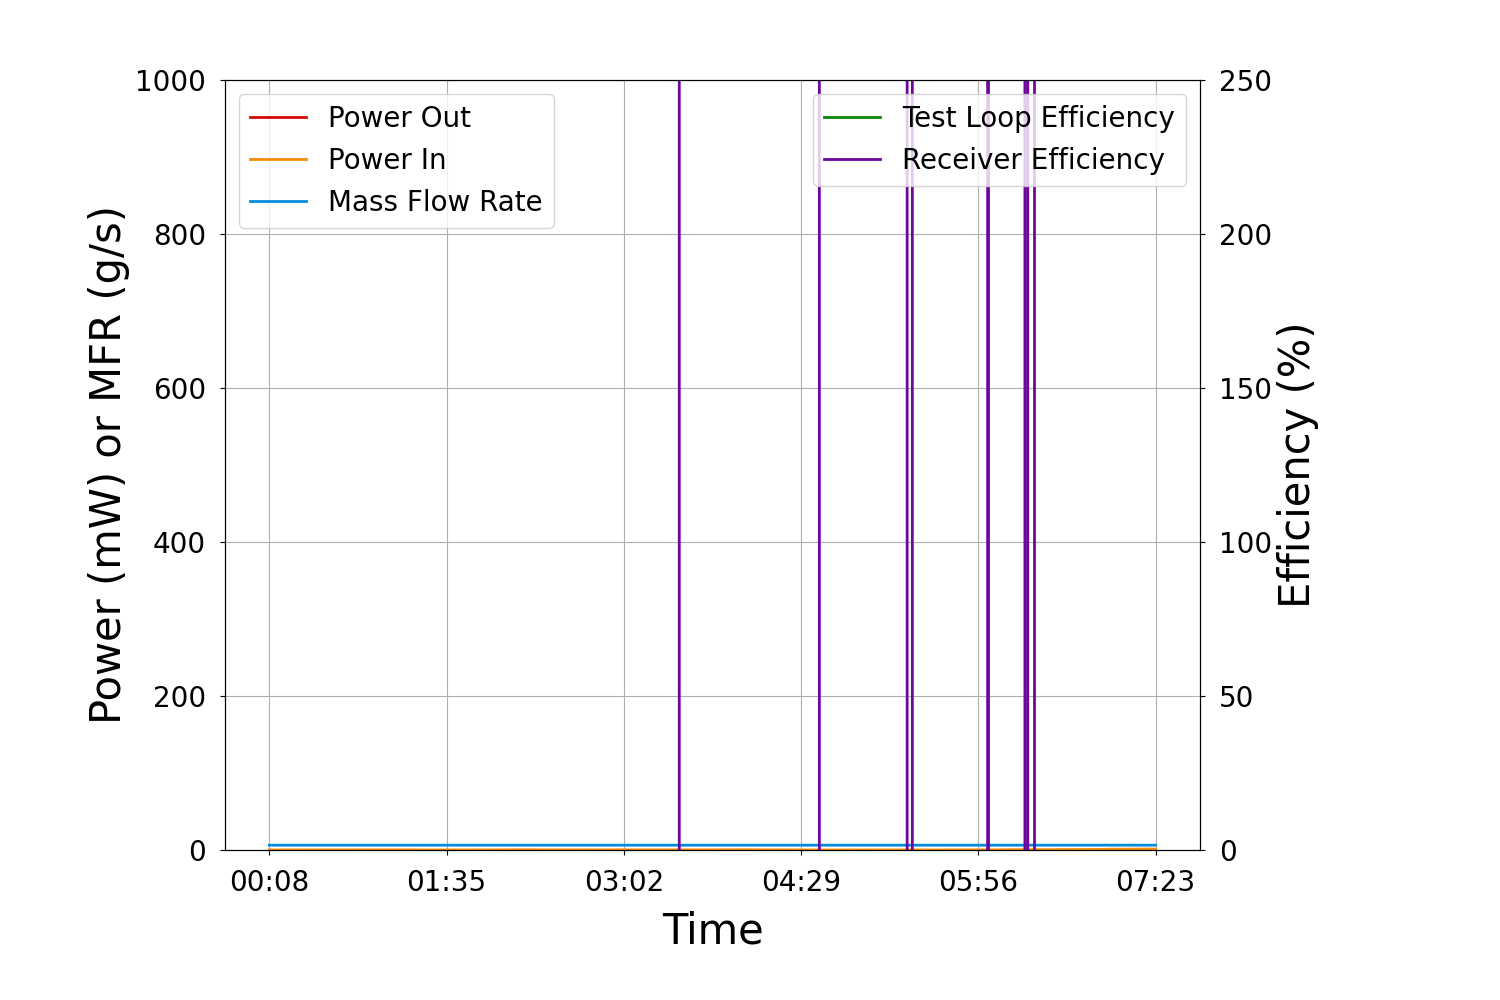 1000
800
600
400
200
0
Power (mW) or MFR (g/s)
Power Out
Power In
Mass Flow Rate
Test Loop Efficiency
Receiver Efficiency
250
200
150
100
50
0
Efficiency (%)
00:08 01:35 03:02 04:29 05:56 07:23
Time